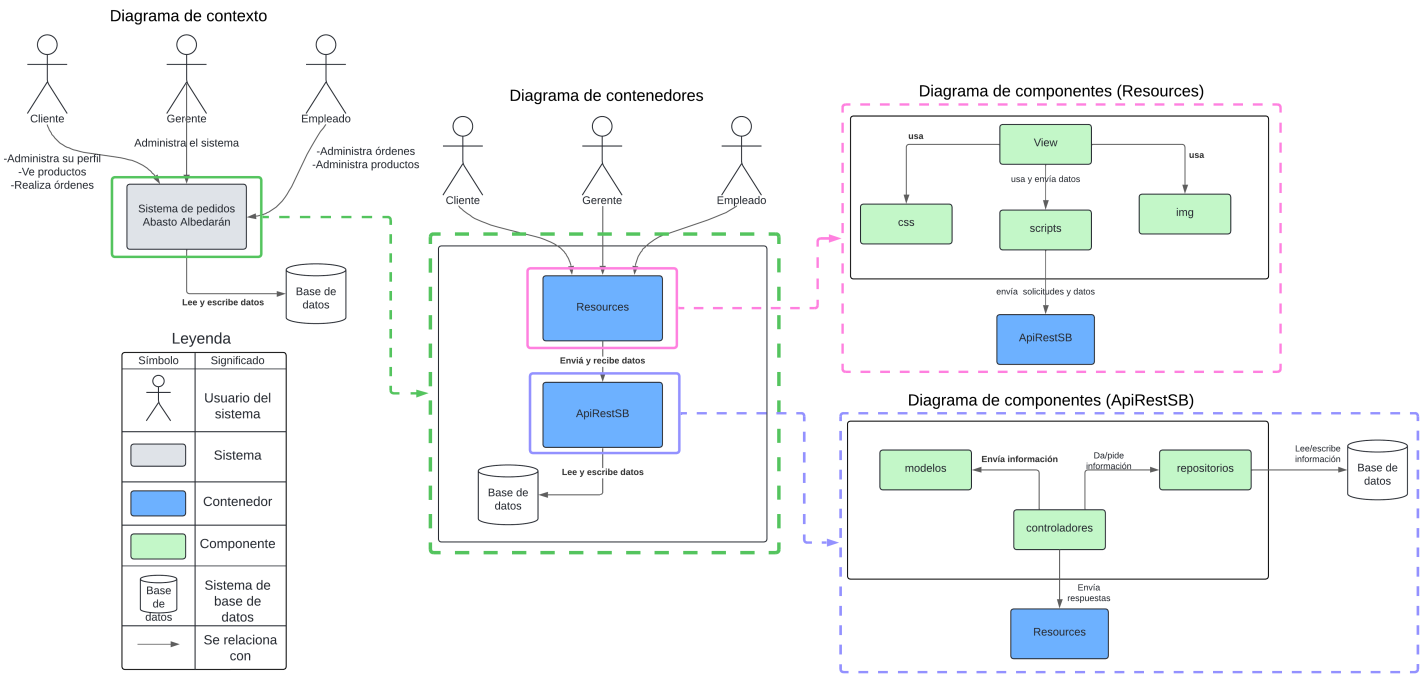 Diagrama de contexto
Cliente
Gerente
Empleado
-Administra su perfil
-Ve productos
-Realiza órdenes
Administra el sistema
-Administra órdenes
-Administra productos
Sistema de pedidos
Abasto Albedarán
Lee y escribe datos
Base de
datos
Leyenda
Símbolo
Significado
Usuario del
sistema
Sistema
Contenedor
Componente
Base
de
datos
Sistema de
base de
datos
Se relaciona
con
Diagrama de contenedores
Cliente
Gerente
Empleado
Resources
Enviá y recibe datos
ApiRestSB
Lee y escribe datos
Base de
datos
Diagrama de componentes (Resources)
View
usa
usa y envía datos
usa
css
scripts
img
envía solicitudes y datos
ApiRestSB
Diagrama de componentes (ApiRestSB)
modelos
Envía información
Da/pide
información
repositorios
Lee/escribe
información
Base de
datos
controladores
Envía
respuestas
Resources